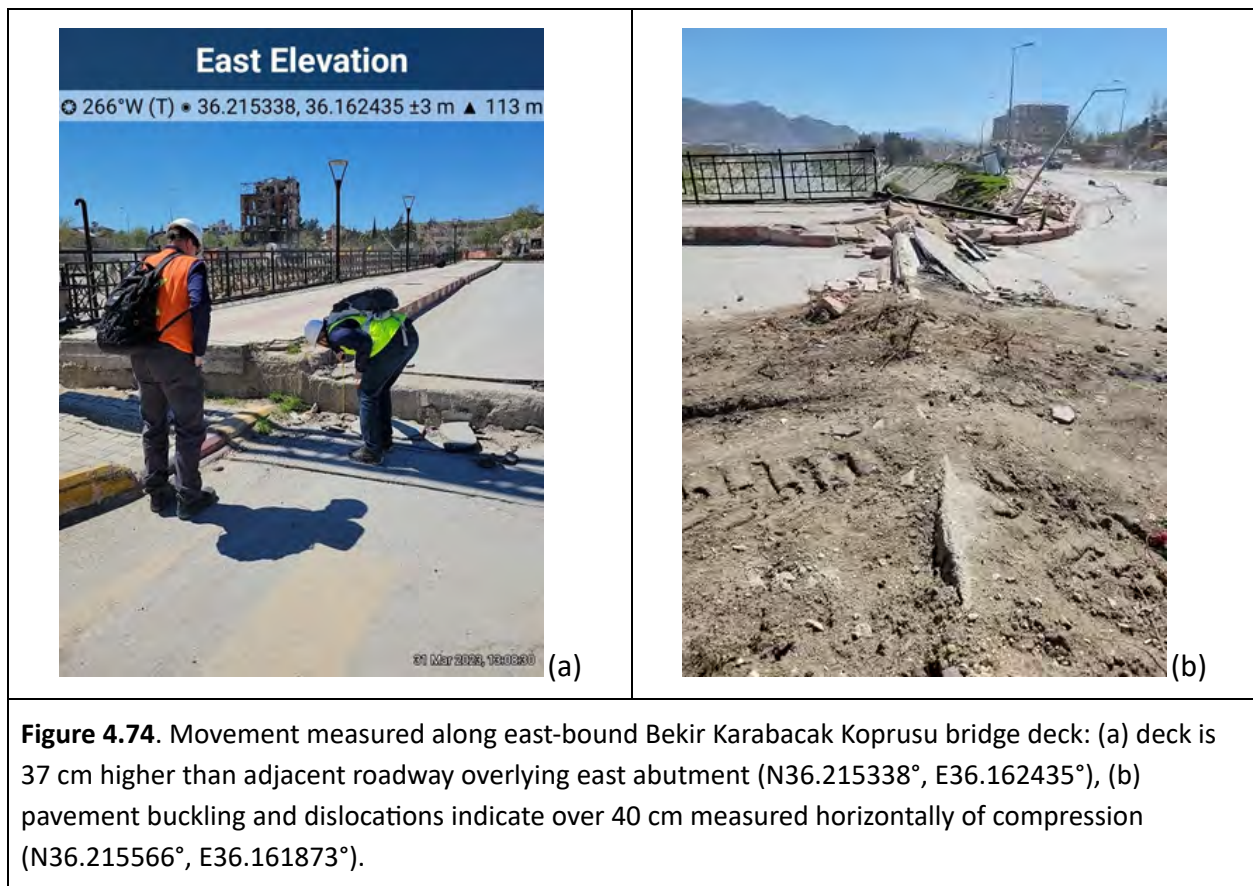 East Elevation
266°W (T) • 36.215338, 36.162435 ±3 m ▲ 113 m
31 Mar 2023, 13:08:30
(a)
(b)
Figure 4.74. Movement measured along east-bound Bekir Karabacak Koprusu bridge deck: (a) deck is
37 cm higher than adjacent roadway overlying east abutment (N36.215338°, E36.162435°), (b)
pavement buckling and dislocations indicate over 40 cm measured horizontally of compression
(N36.215566°, E36.161873°).